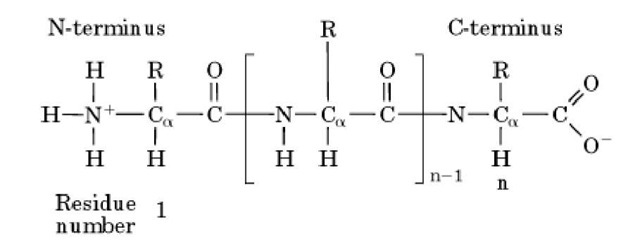 N-terminus C-terminus
R
H R O O R O
H–N⁺–Cα–C–N–Cα–C–N–Cα–C
H H H H H O⁻
n−1
n
Residue 1
number